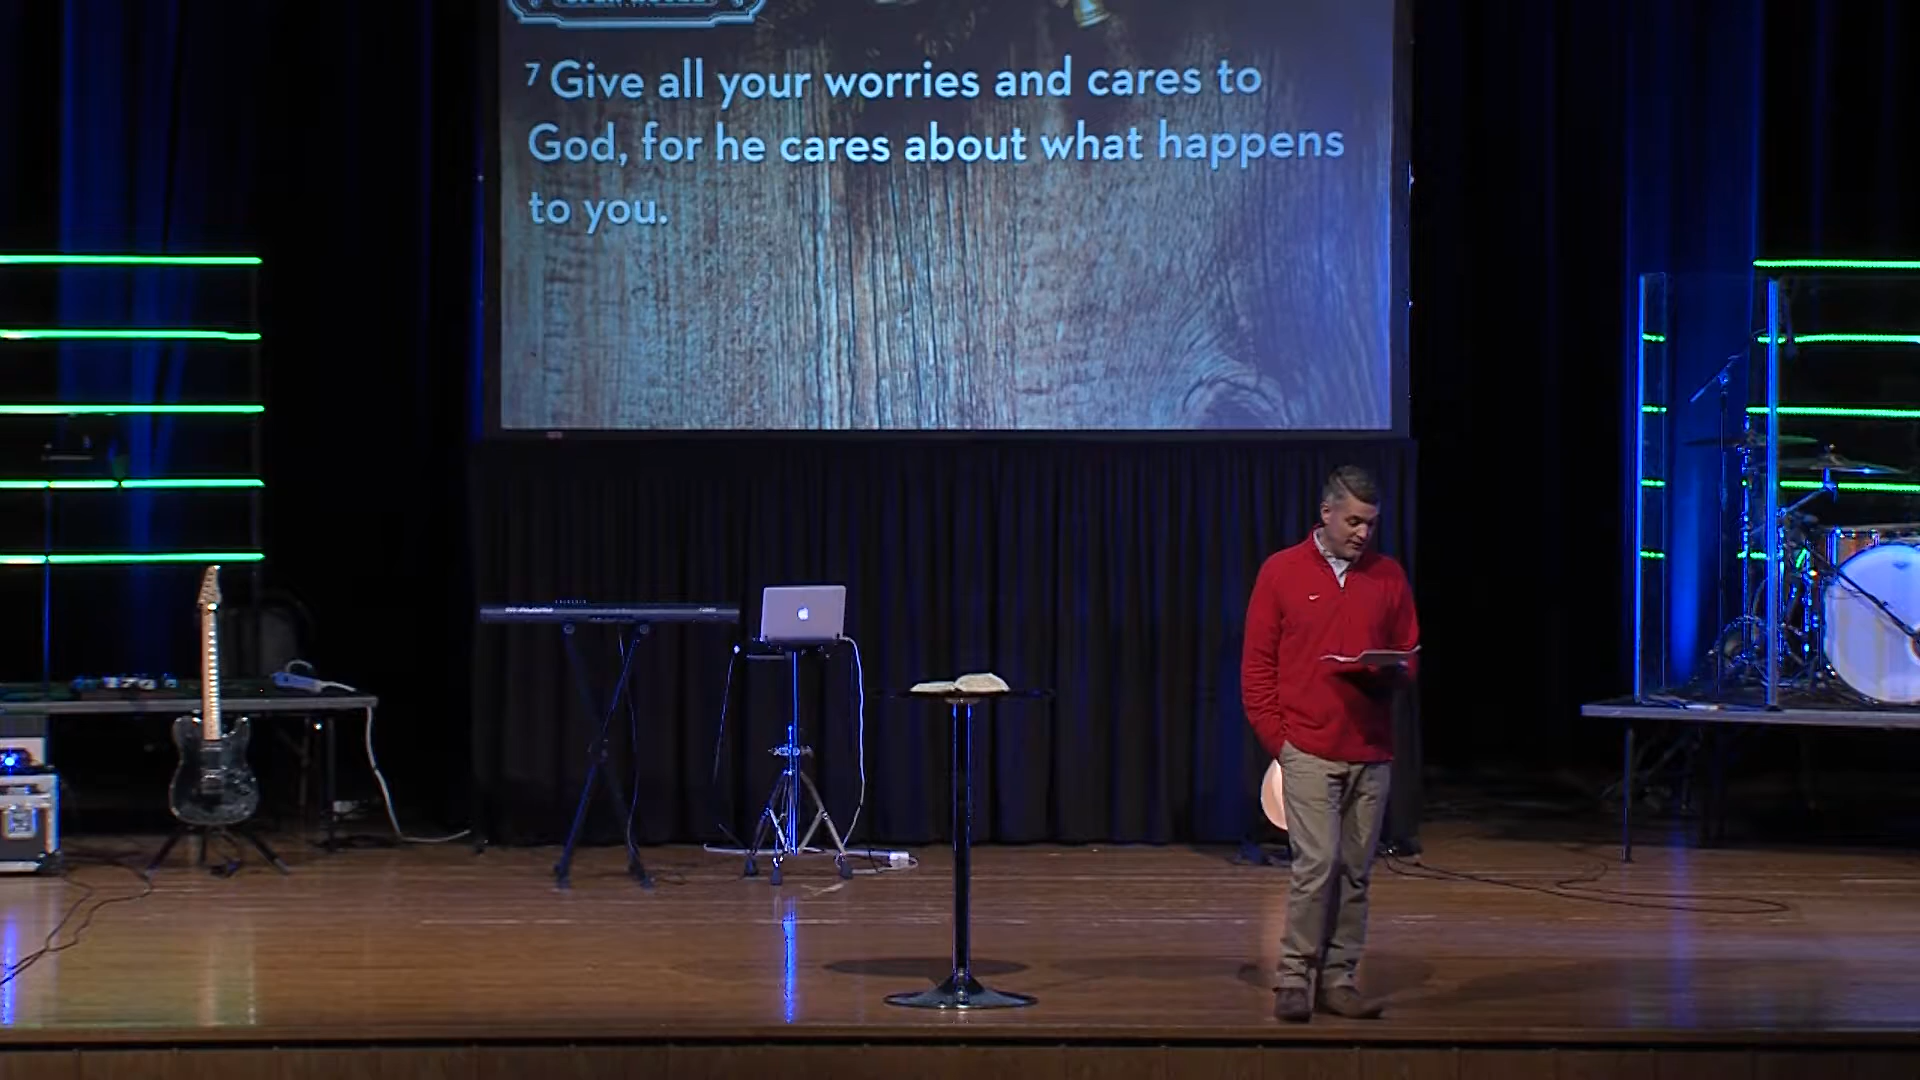 ⁷ Give all your worries and cares to
God, for he cares about what happens
to you.